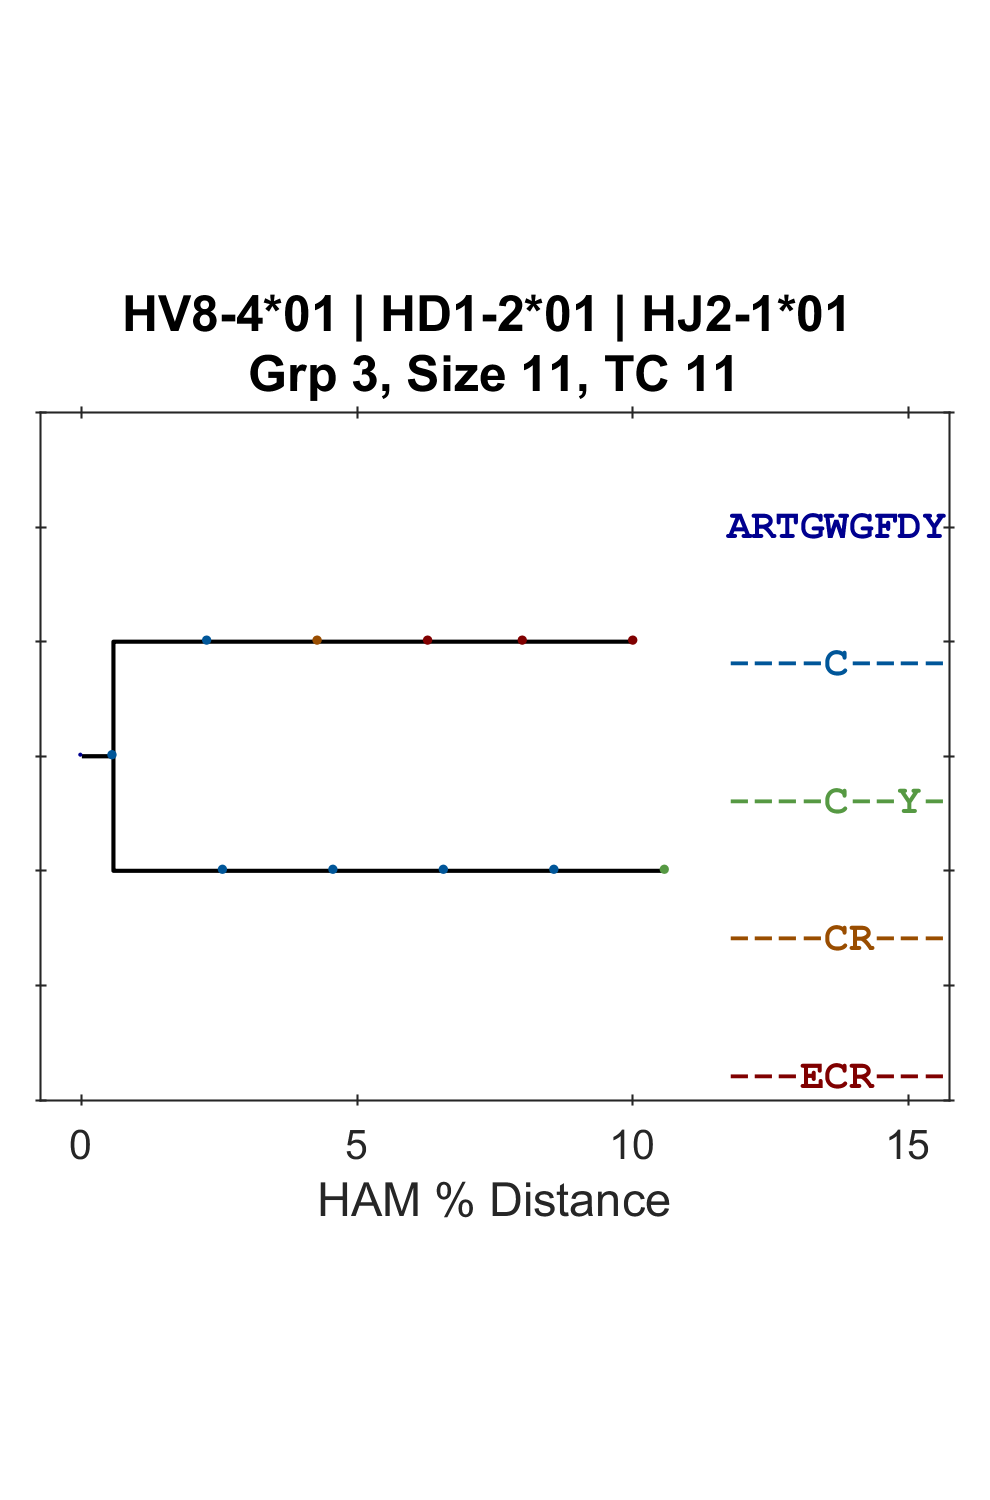 HV8-4*01 | HD1-2*01 | HJ2-1*01
Grp 3, Size 11, TC 11
ARTGWGFDY
----C----
----C--Y-
----CR---
---ECR---
0 5 10 15
HAM % Distance